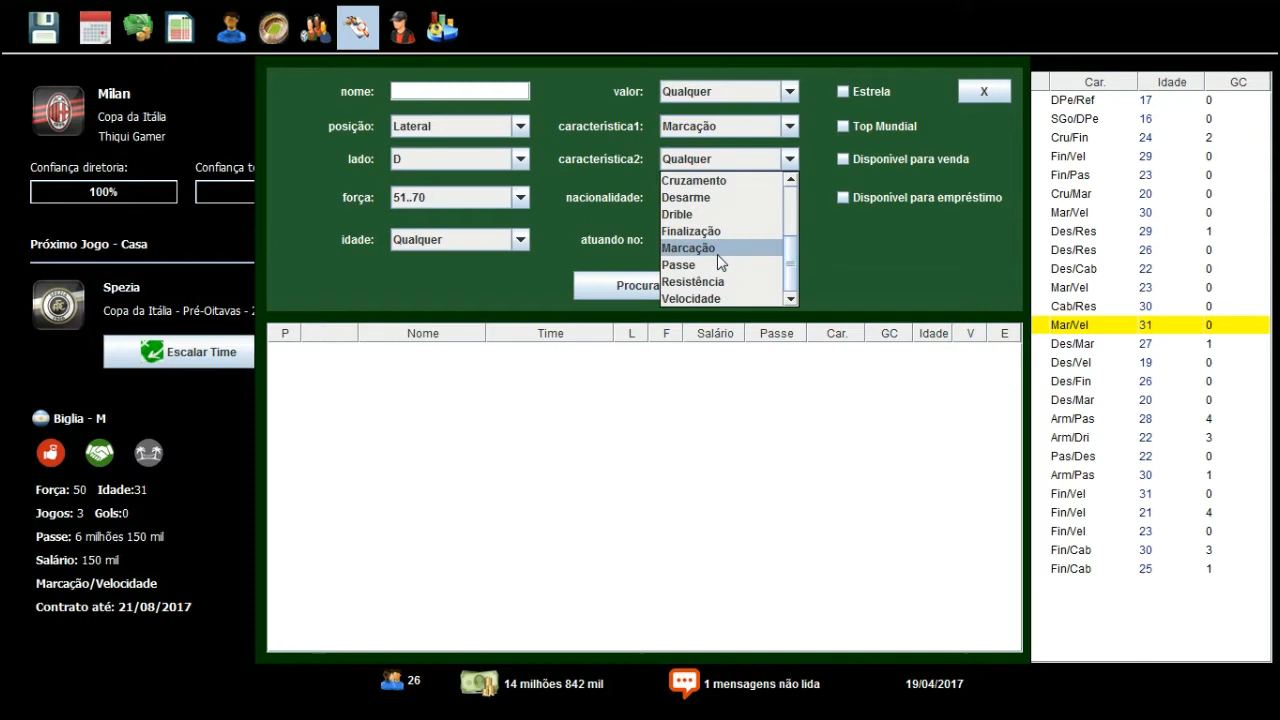 Milan
Copa da Itália
Thiqui Gamer
Confiança diretoria:
Confiança to
100%
Próximo Jogo - Casa
Spezia
Copa da Itália - Pré-Oitavas - 2
Escalar Time
Biglia - M
Força: 50 Idade:31
Jogos: 3 Gols:0
Passe: 6 milhões 150 mil
Salário: 150 mil
Marcação/Velocidade
Contrato até: 21/08/2017
nome:
valor: Qualquer
Estrela
X
posição: Lateral
caracteristica1: Marcação
Top Mundial
lado: D
caracteristica2: Qualquer
Disponivel para venda
força: 51..70
nacionalidade:
Disponível para empréstimo
idade: Qualquer
atuando no:
Cruzamento
Desarme
Drible
Finalização
Marcação
Passe
Resistência
Velocidade
Procura
P Nome Time L F Salário Passe Car. GC Idade V E
Car. Idade GC
DPe/Ref 17 0
SGo/DPe 16 0
Cru/Fin 24 2
Fin/Vel 29 0
Fin/Pas 23 0
Cru/Mar 20 0
Mar/Vel 30 0
Des/Res 29 1
Des/Res 26 0
Des/Cab 22 0
Mar/Vel 23 0
Cab/Res 30 0
Mar/Vel 31 0
Des/Mar 27 1
Des/Vel 19 0
Des/Fin 26 0
Des/Mar 20 0
Arm/Pas 28 4
Arm/Dri 22 3
Pas/Des 22 0
Arm/Pas 30 1
Fin/Vel 31 0
Fin/Vel 21 4
Fin/Vel 23 0
Fin/Cab 30 3
Fin/Cab 25 1
26
14 milhões 842 mil
1 mensagens não lida
19/04/2017